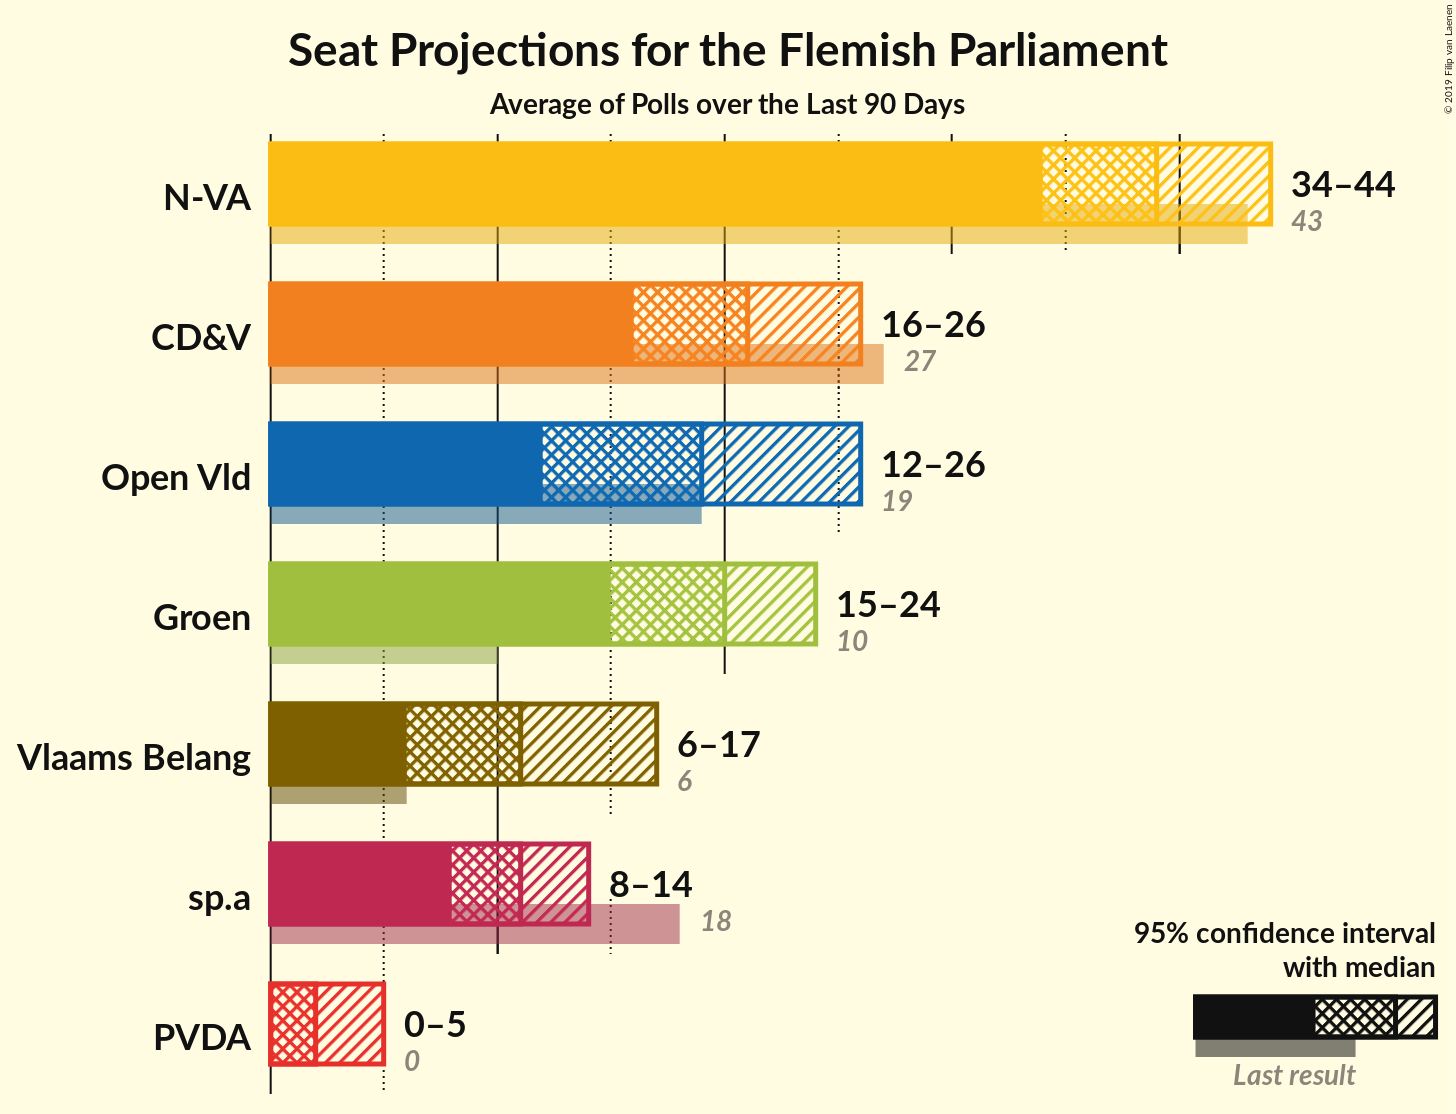 Seat Projections for the Flemish Parliament
Average of Polls over the Last 90 Days
© 2019 Filip van Laenen
N-VA
34–44
43
CD&V
16–26
27
Open Vld
12–26
19
Groen
15–24
10
Vlaams Belang
6–17
6
sp.a
8–14
18
PVDA
0–5
0
95% confidence interval
with median
Last result